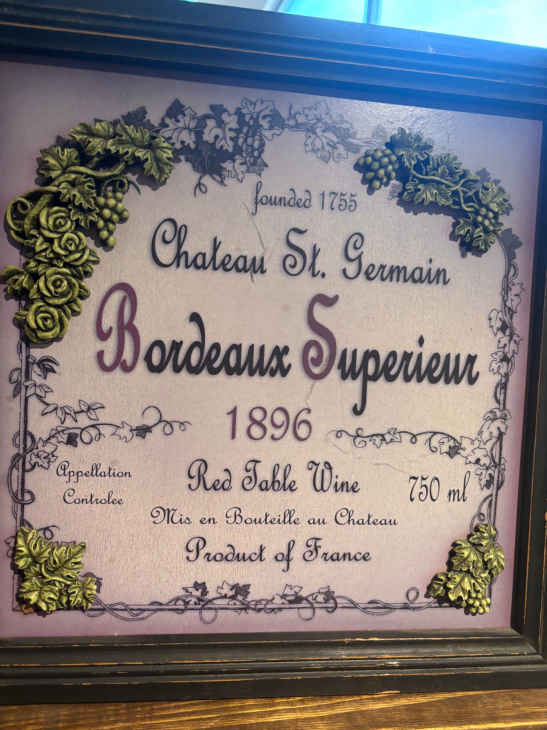 founded 1755
Chateau St. Germain
Bordeaux Superieur
1896
Appellation
Controlee
Red Table Wine
750 ml
Mis en Bouteille au Chateau
Product of France